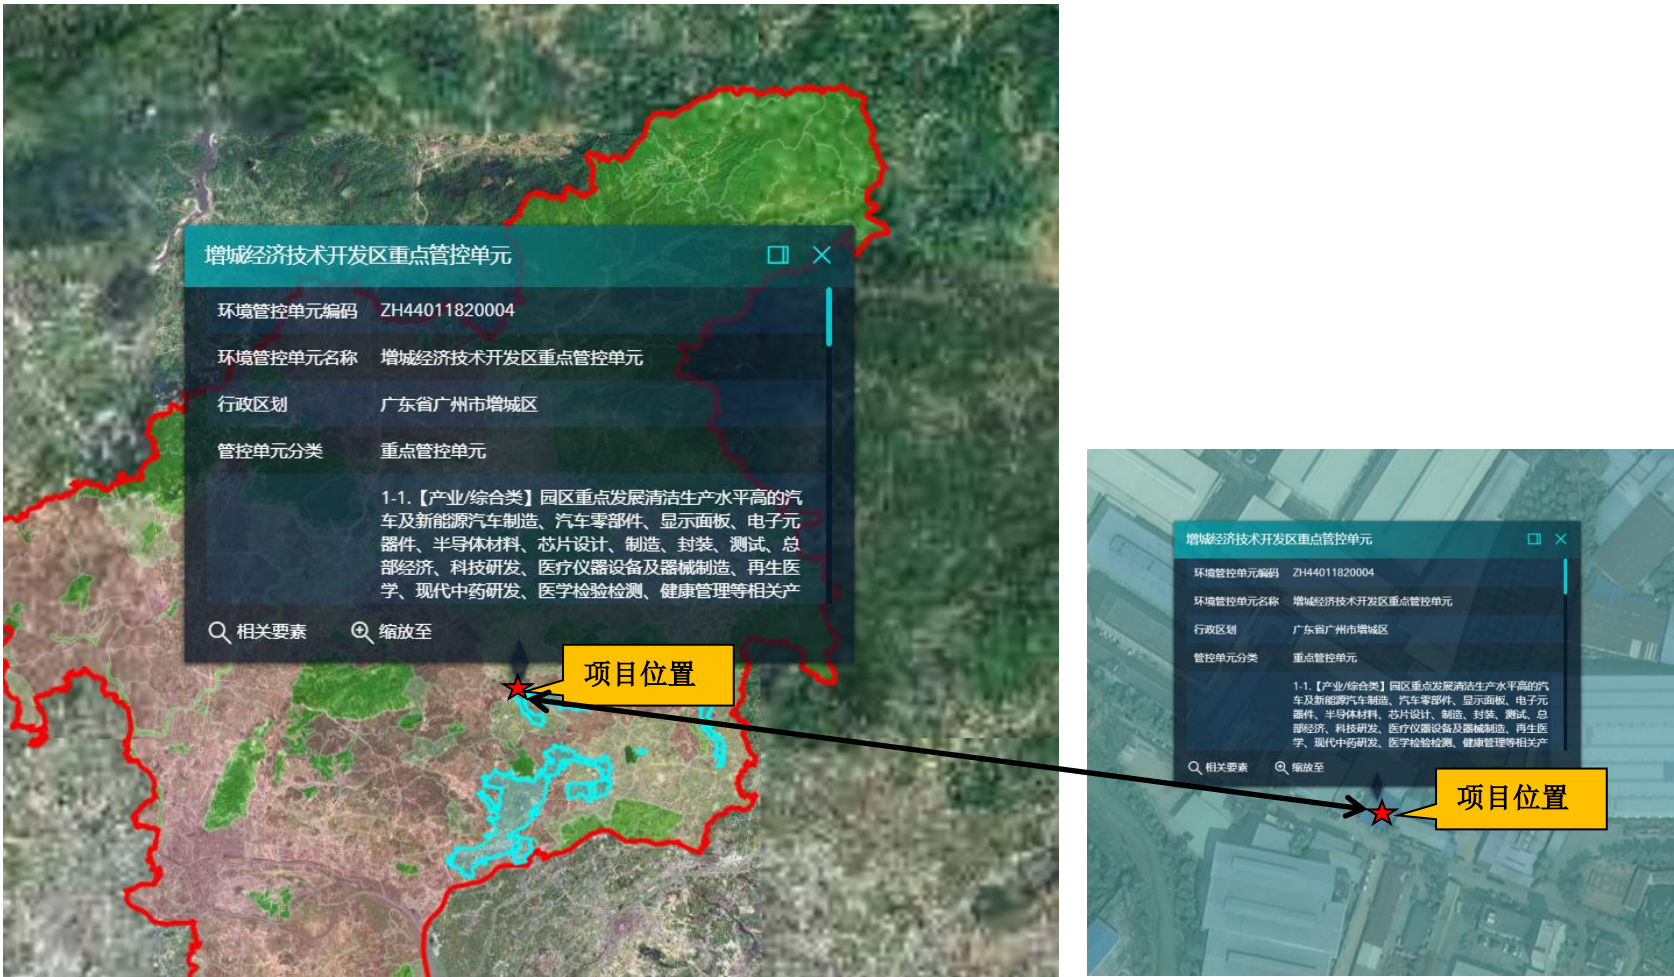 增城经济技术开发区重点管控单元
环境管控单元编码 ZH44011820004
环境管控单元名称 增城经济技术开发区重点管控单元
行政区划 广东省广州市增城区
管控单元分类 重点管控单元
1-1.【产业/综合类】园区重点发展清洁生产水平高的汽
车及新能源汽车制造、汽车零部件、显示面板、电子元
器件、半导体材料、芯片设计、制造、封装、测试、总
部经济、科技研发、医疗仪器设备及器械制造、再生医
学、现代中药研发、医学检验检测、健康管理等相关产
相关要素 缩放至
项目位置
增城经济技术开发区重点管控单元
环境管控单元编码 ZH44011820004
环境管控单元名称 增城经济技术开发区重点管控单元
行政区划 广东省广州市增城区
管控单元分类 重点管控单元
1-1.【产业/综合类】园区重点发展清洁生产水平高的汽
车及新能源汽车制造、汽车零部件、显示面板、电子元
器件、半导体材料、芯片设计、制造、封装、测试、总
部经济、科技研发、医疗仪器设备及器械制造、再生医
学、现代中药研发、医学检验检测、健康管理等相关产
相关要素 缩放至
项目位置